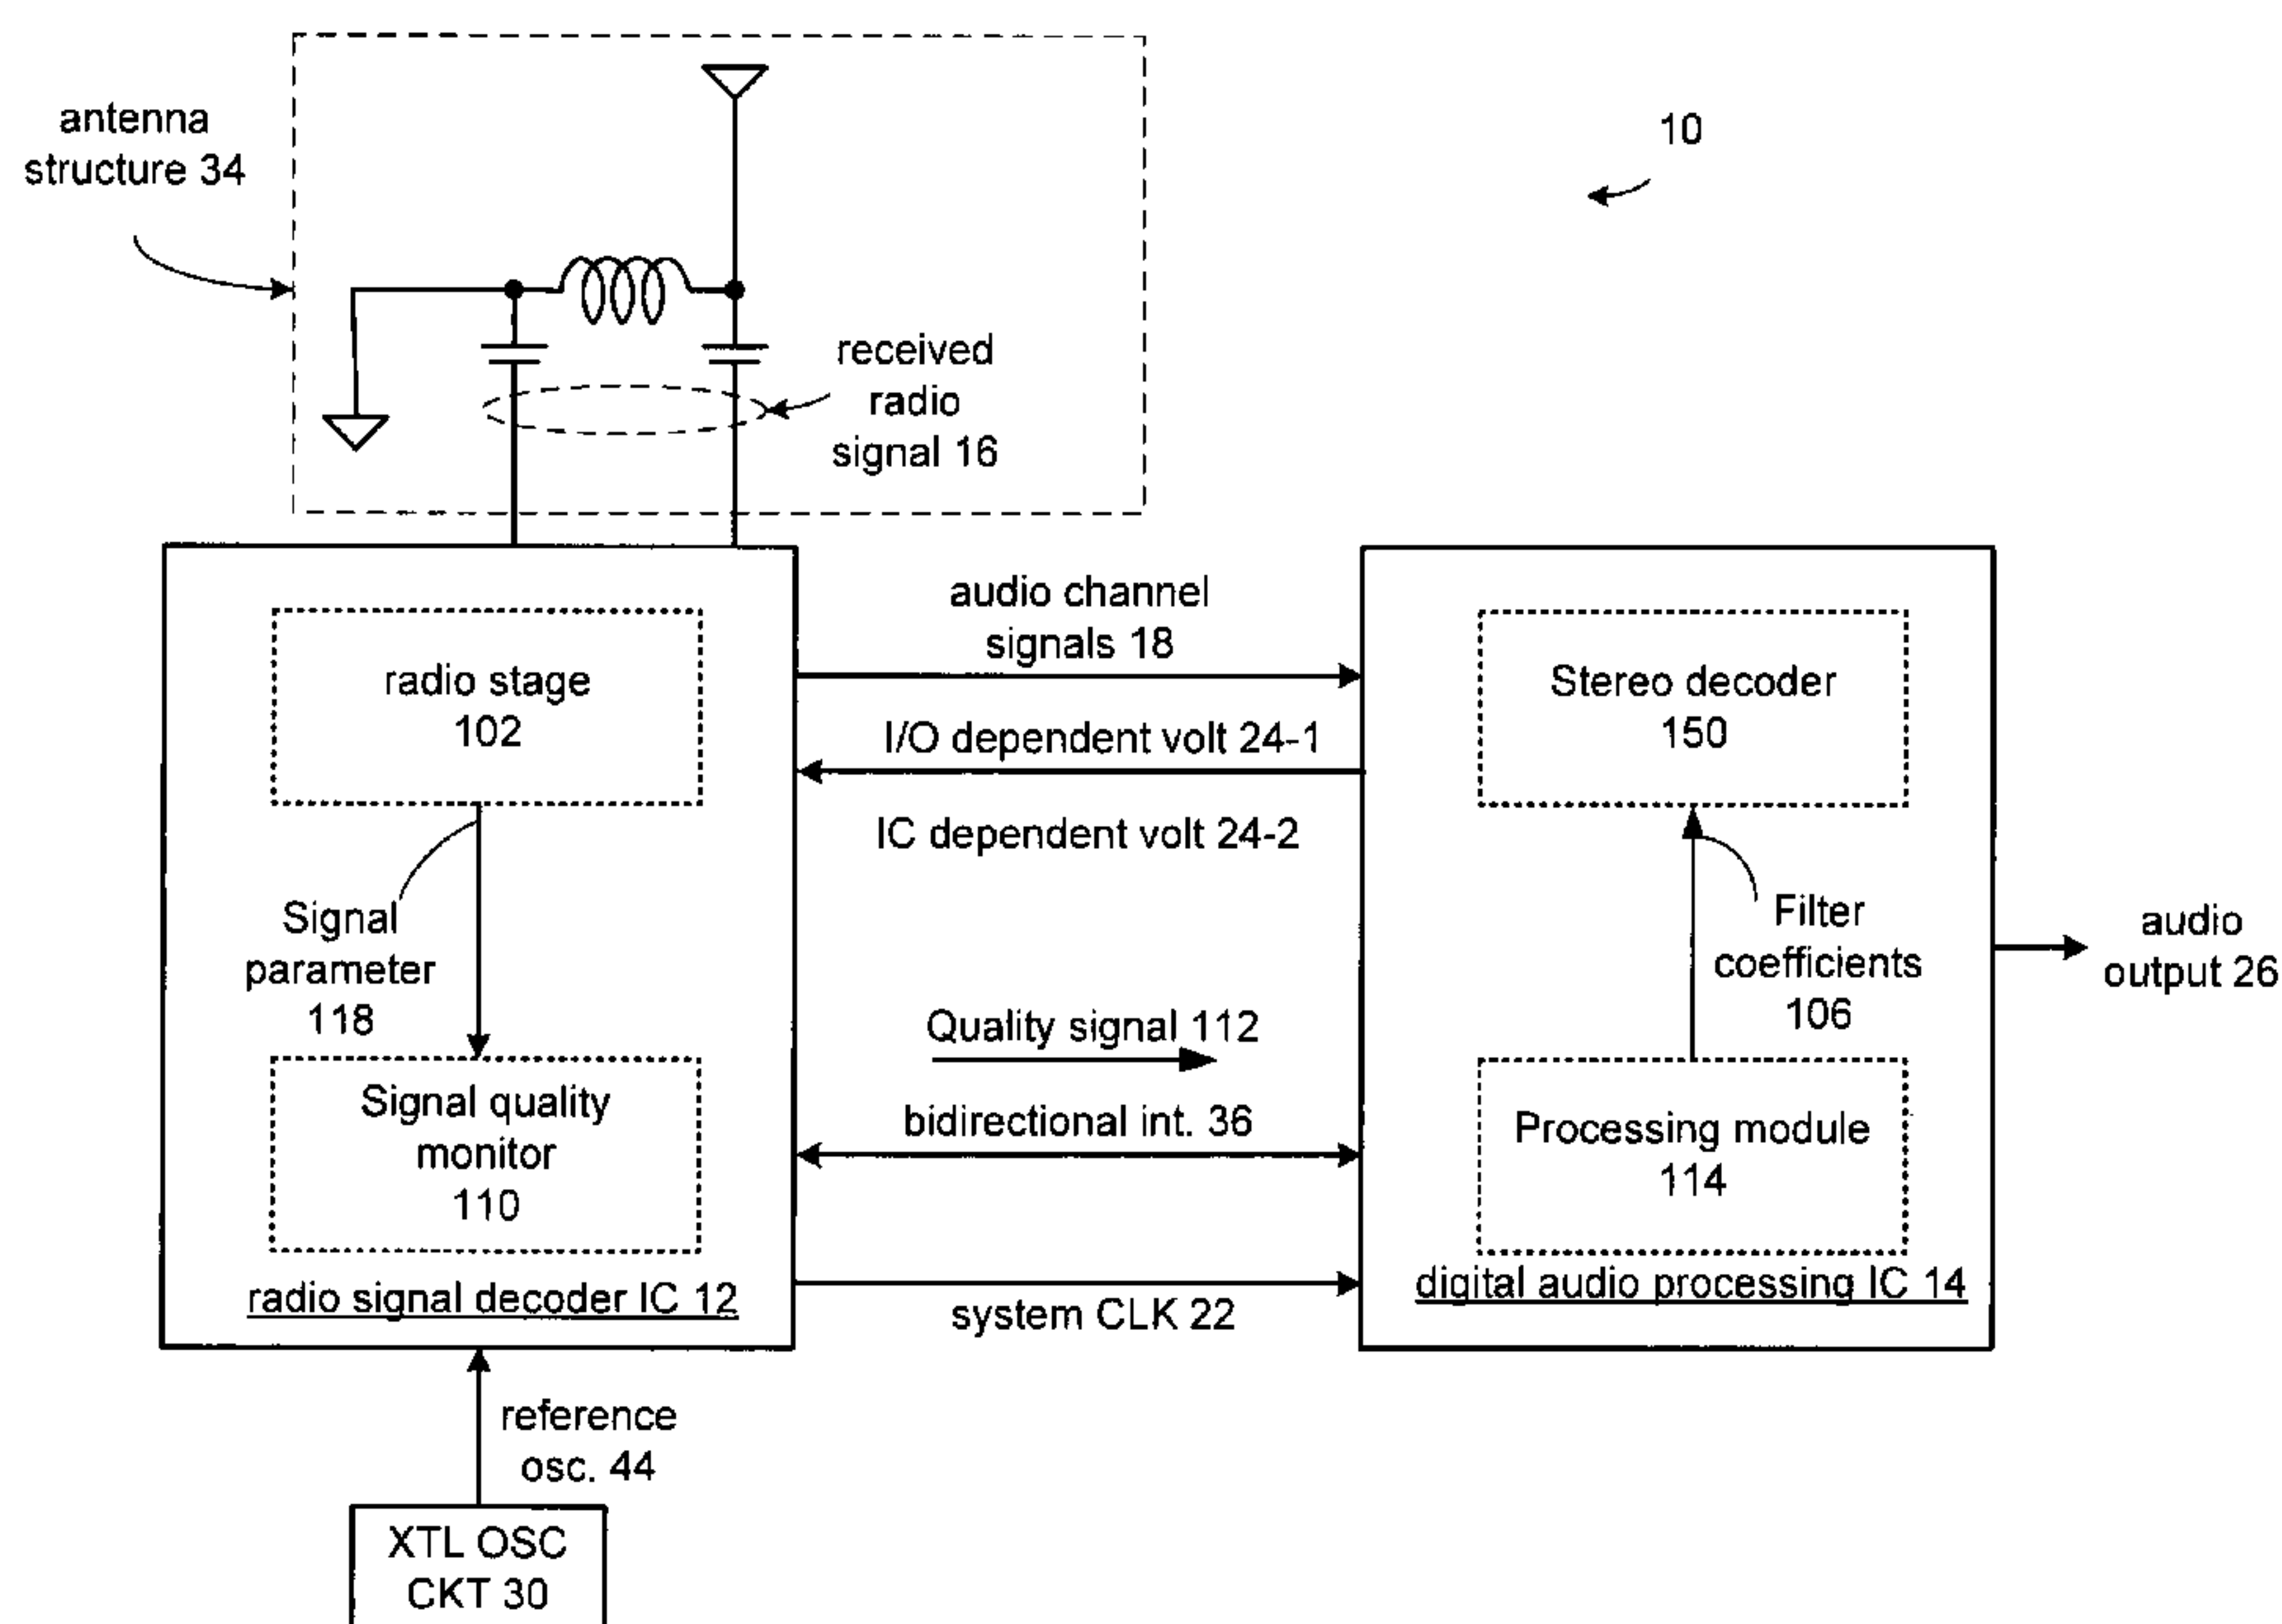 antenna
structure 34
10
received
radio
signal 16
audio channel
signals 18
radio stage
102
Stereo decoder
150
I/O dependent volt 24-1
IC dependent volt 24-2
Signal
parameter
118
Filter
coefficients
106
audio
output 26
Quality signal 112
Signal quality
monitor
110
bidirectional int. 36
Processing module
114
radio signal decoder IC 12
system CLK 22
digital audio processing IC 14
reference
osc. 44
XTL OSC
CKT 30